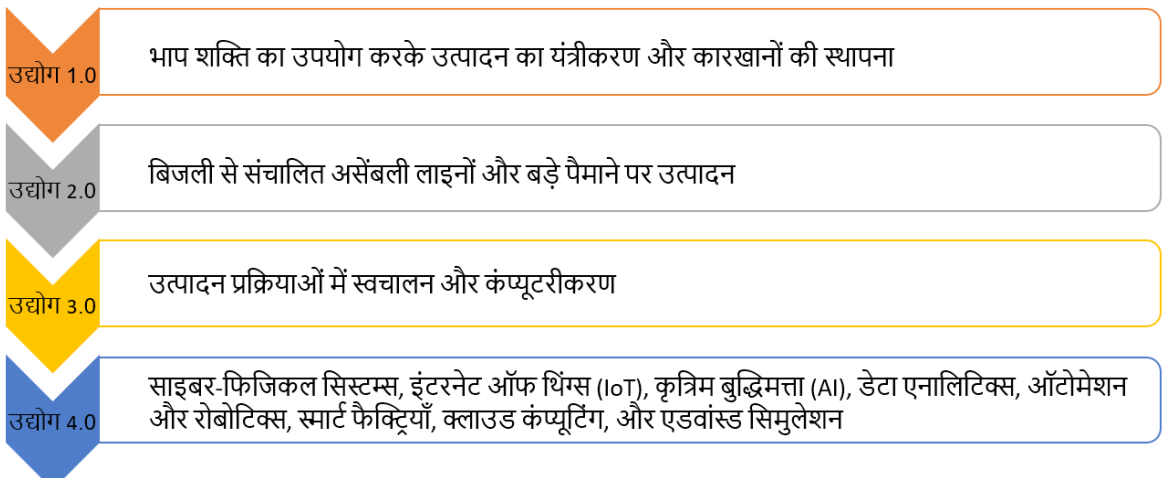 उद्योग 1.0
भाप शक्ति का उपयोग करके उत्पादन का यंत्रीकरण और कारखानों की स्थापना
उद्योग 2.0
बिजली से संचालित असेंबली लाइनों और बड़े पैमाने पर उत्पादन
उद्योग 3.0
उत्पादन प्रक्रियाओं में स्वचालन और कंप्यूटरीकरण
उद्योग 4.0
साइबर-फिजिकल सिस्टम्स, इंटरनेट ऑफ थिंग्स (IoT), कृत्रिम बुद्धिमत्ता (AI), डेटा एनालिटिक्स, ऑटोमेशन
और रोबोटिक्स, स्मार्ट फैक्ट्रियाँ, क्लाउड कंप्यूटिंग, और एडवांस्ड सिमुलेशन